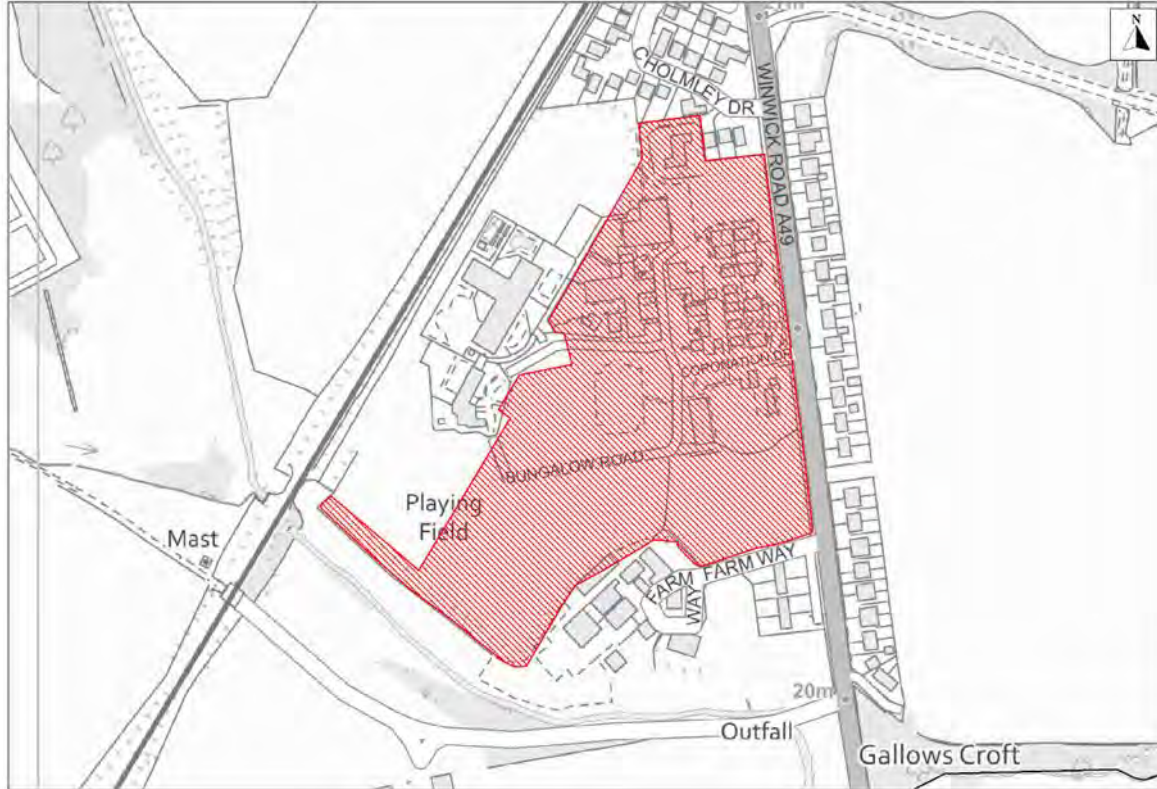 N
CHOLMLEY DR
WINWICK ROAD A49
CORONATION DR
BUNGALOW ROAD
Playing
Field
Mast
FARM WAY
FARM
WAY
20m
Outfall
Gallows Croft